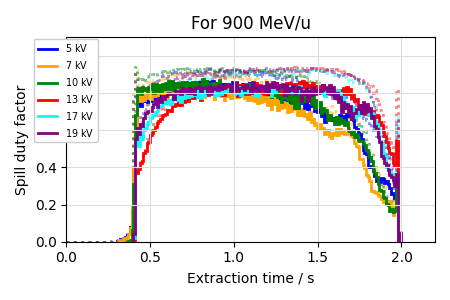 For 900 MeV/u
Spill duty factor
5 kV
7 kV
10 kV
13 kV
17 kV
19 kV
0.4
0.2
0.0
0.0 0.5 1.0 1.5 2.0
Extraction time / s